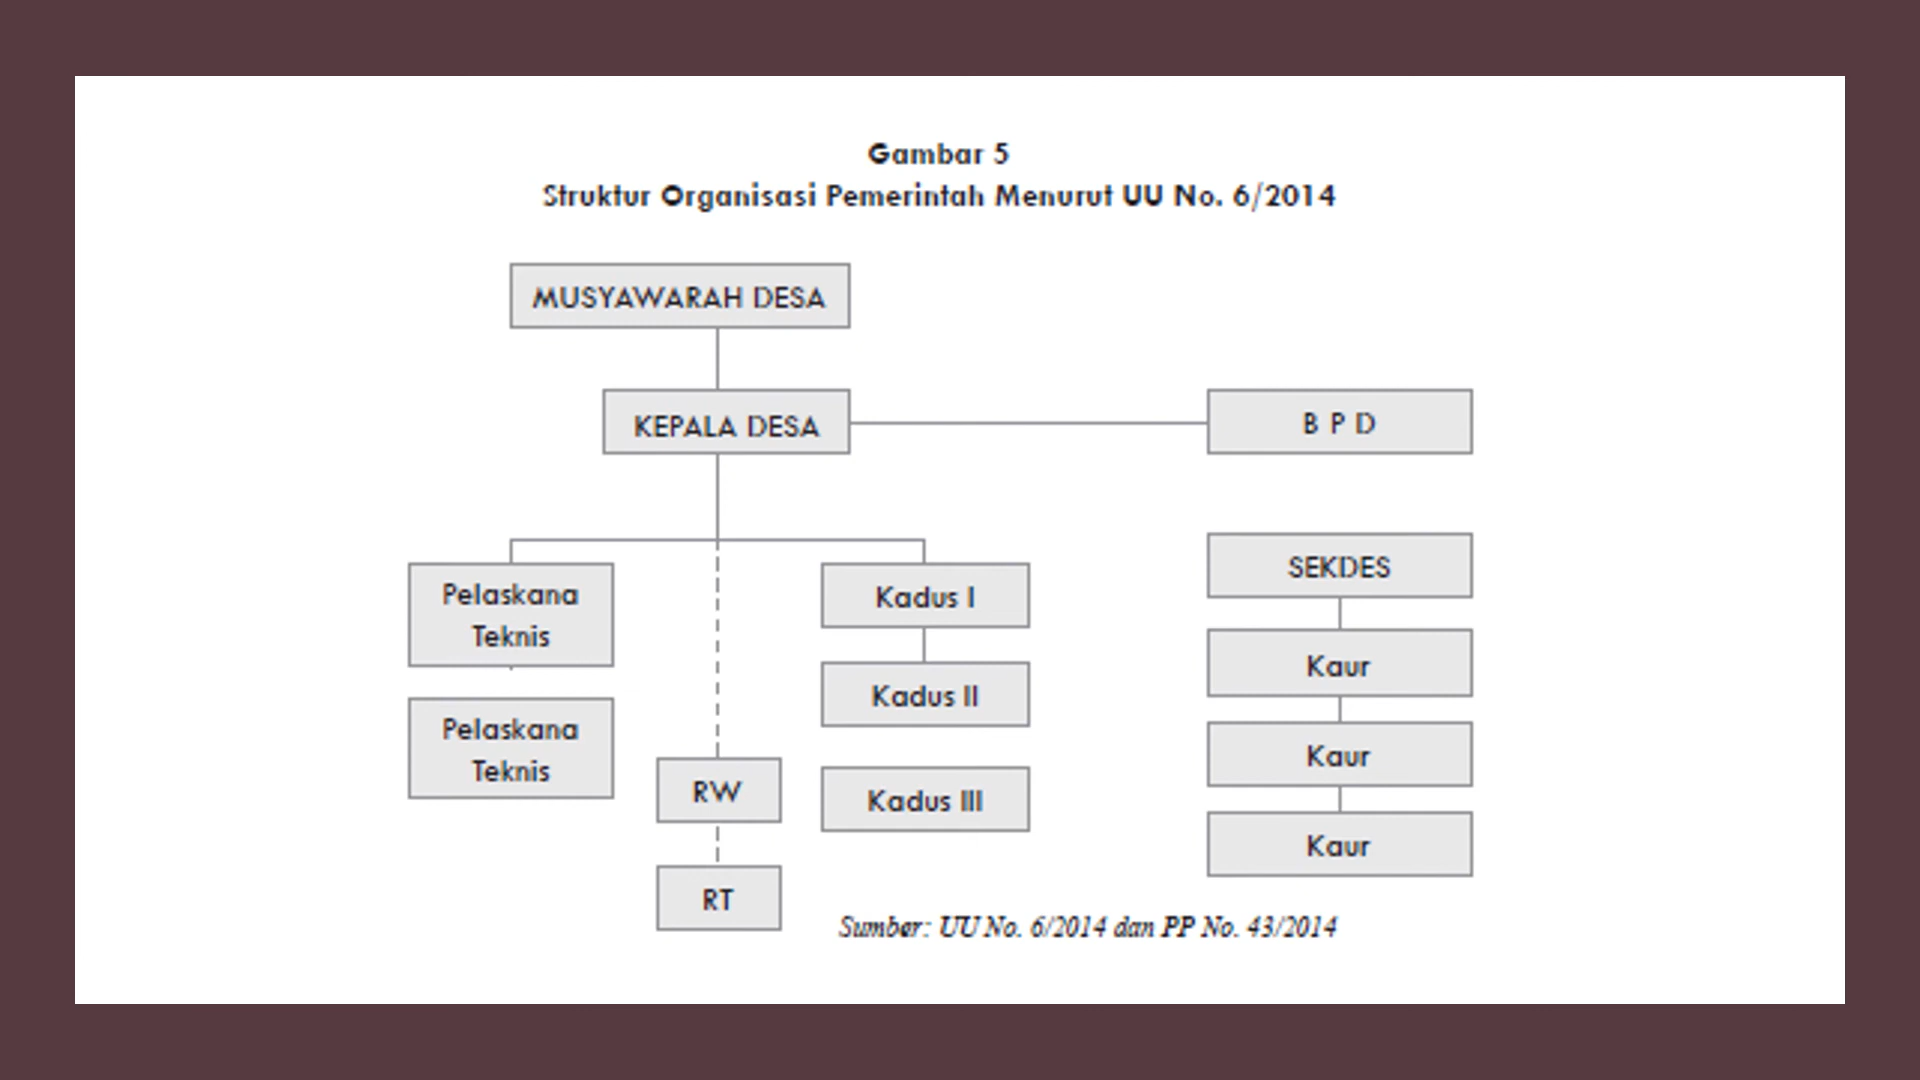 Gambar 5
Struktur Organisasi Pemerintah Menurut UU No. 6/2014
MUSYAWARAH DESA
KEPALA DESA
B P D
Pelaskana
Teknis
Pelaskana
Teknis
RW
RT
Kadus I
Kadus II
Kadus III
SEKDES
Kaur
Kaur
Kaur
Sumber: UU No. 6/2014 dan PP No. 43/2014